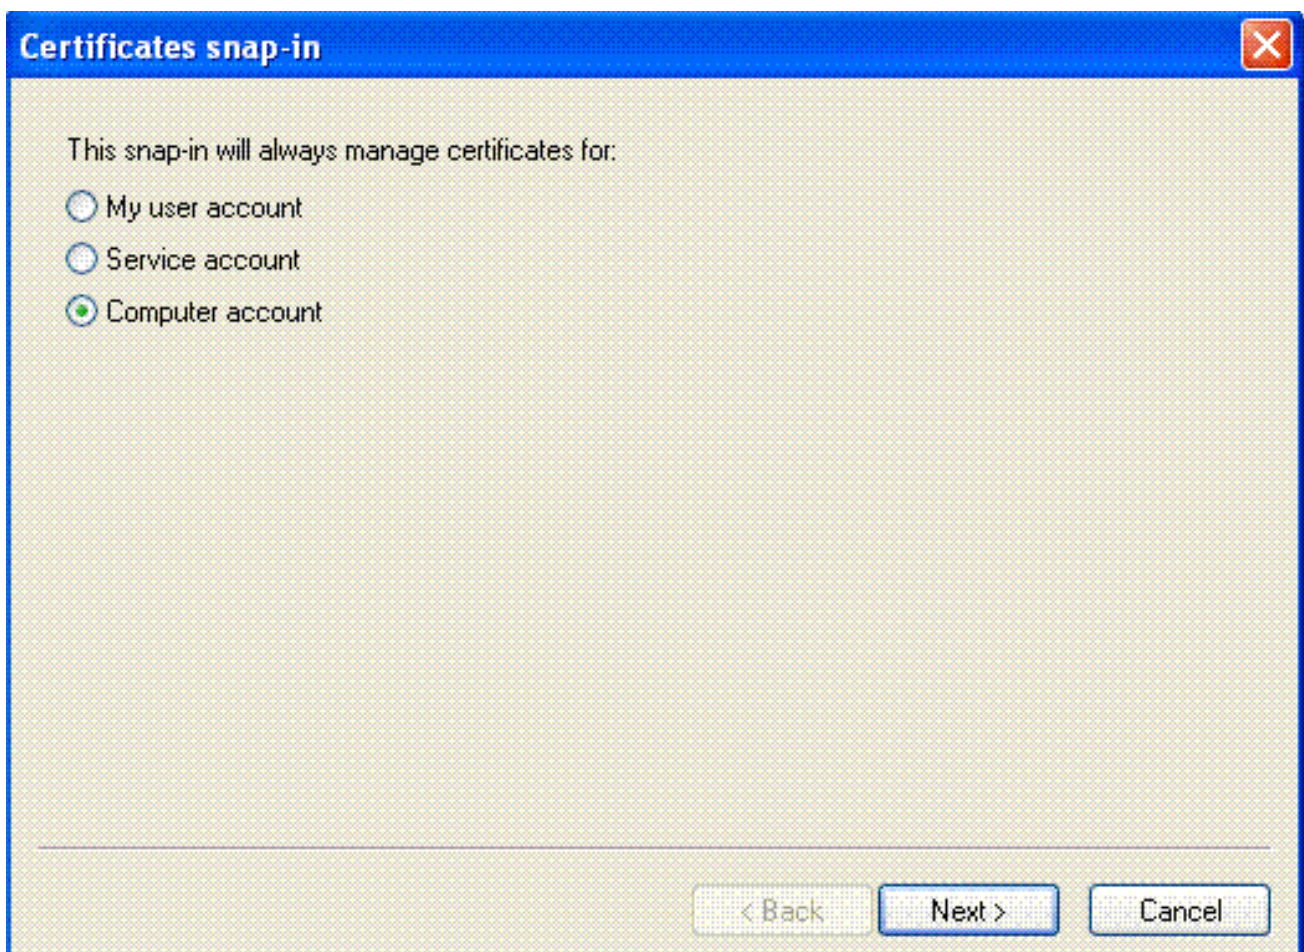 Certificates snap-in
This snap-in will always manage certificates for:
My user account
Service account
Computer account
< Back Next > Cancel